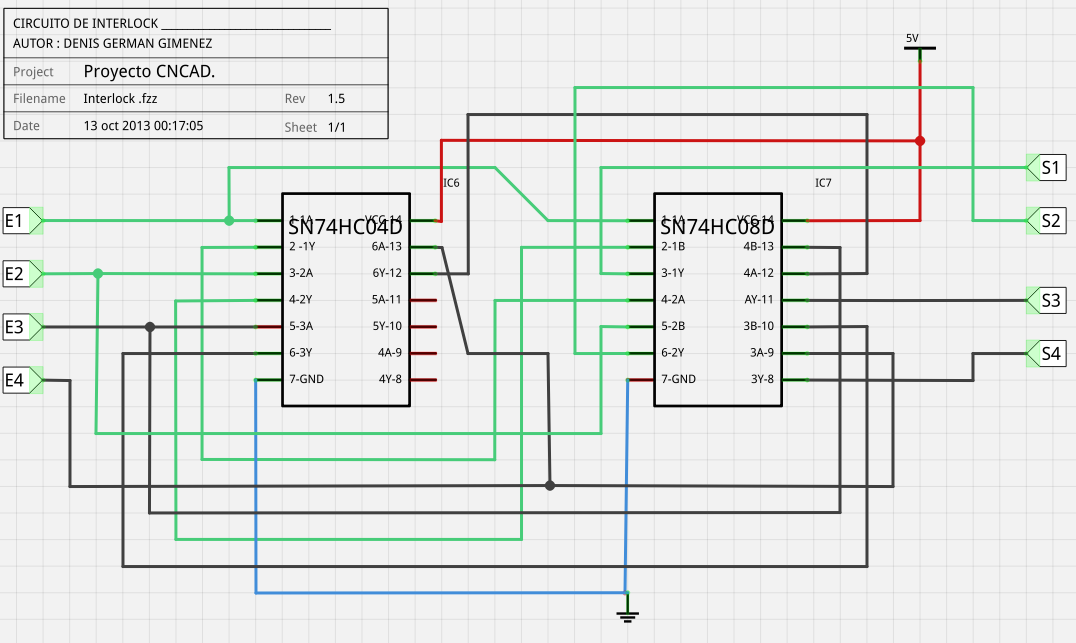 CIRCUITO DE INTERLOCK ___________________________
AUTOR : DENIS GERMAN GIMENEZ
Project Proyecto CNCAD.
Filename Interlock .fzz Rev 1.5
Date 13 oct 2013 00:17:05 Sheet 1/1
5V
S1
S2
S3
S4
E1
E2
E3
E4
IC6
SN74HC04D
1-1A
2 -1Y
3-2A
4-2Y
5-3A
6-3Y
7-GND
VCC-14
6A-13
6Y-12
5A-11
5Y-10
4A-9
4Y-8
IC7
SN74HC08D
1-1A
2-1B
3-1Y
4-2A
5-2B
6-2Y
7-GND
VCC-14
4B-13
4A-12
AY-11
3B-10
3A-9
3Y-8